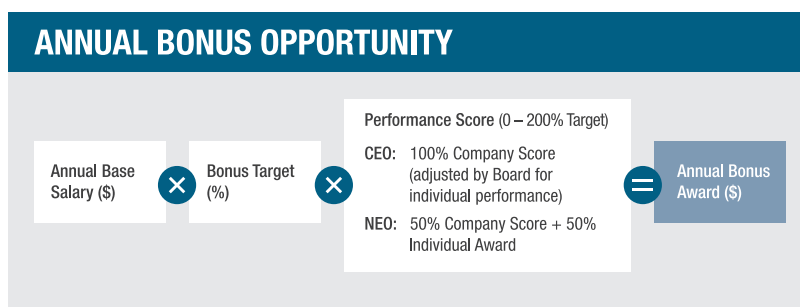 ANNUAL BONUS OPPORTUNITY
Annual Base
Salary ($)
×
Bonus Target
(%)
×
Performance Score (0 – 200% Target)
CEO: 100% Company Score
(adjusted by Board for
individual performance)
NEO: 50% Company Score + 50%
Individual Award
=
Annual Bonus
Award ($)